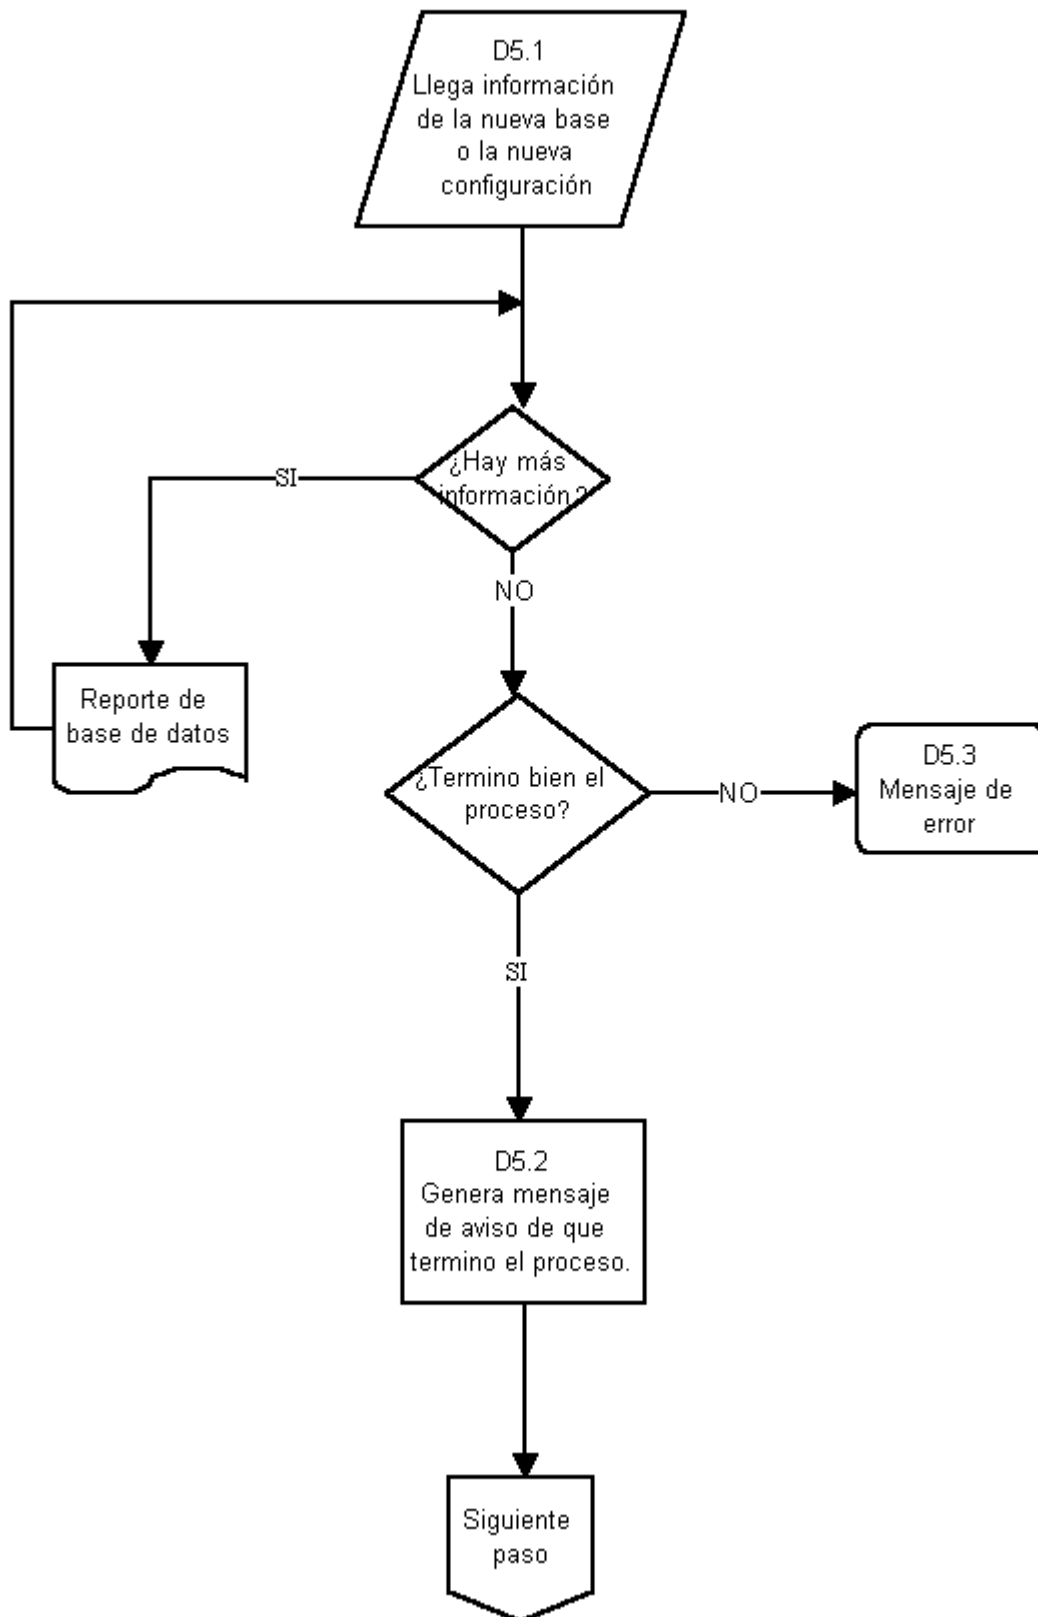 D5.1
Llega información
de la nueva base
o la nueva
configuración
¿Hay más
información?
SI
NO
Reporte de
base de datos
¿Termino bien el
proceso?
NO
D5.3
Mensaje de
error
SI
D5.2
Genera mensaje
de aviso de que
termino el proceso.
Siguiente
paso